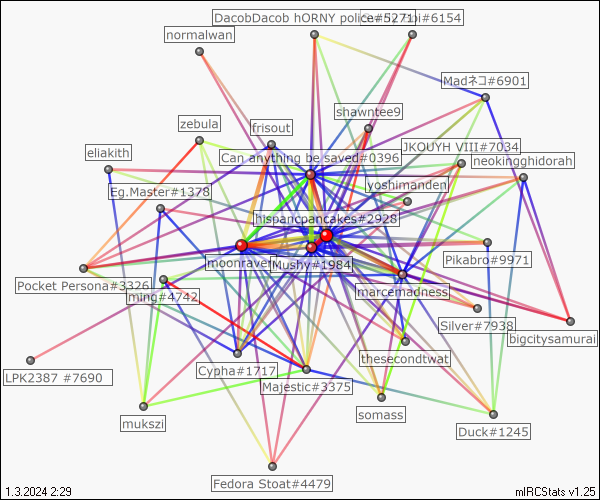 DacobDacob hORNY police#5271
#6154
normalwan
Madネコ#6901
shawntee9
zebula
frisout
JKOUYH VIII#7034
eliakith
Can anything be saved#0396
neokingghidorah
yoshimanden
Eg.Master#1378
hispanicpancakes#2928
moonraven
Mushy#1984
Pikabro#9971
Pocket Persona#3326
ming#4742
marcemadness
Silver#7938
bigcitysamurai
thesecondtwat
LPK2387 #7690
Cypha#1717
Majestic#3375
mukszi
somass
Duck#1245
Fedora Stoat#4479
1.3.2024 2:29
mIRCStats v1.25